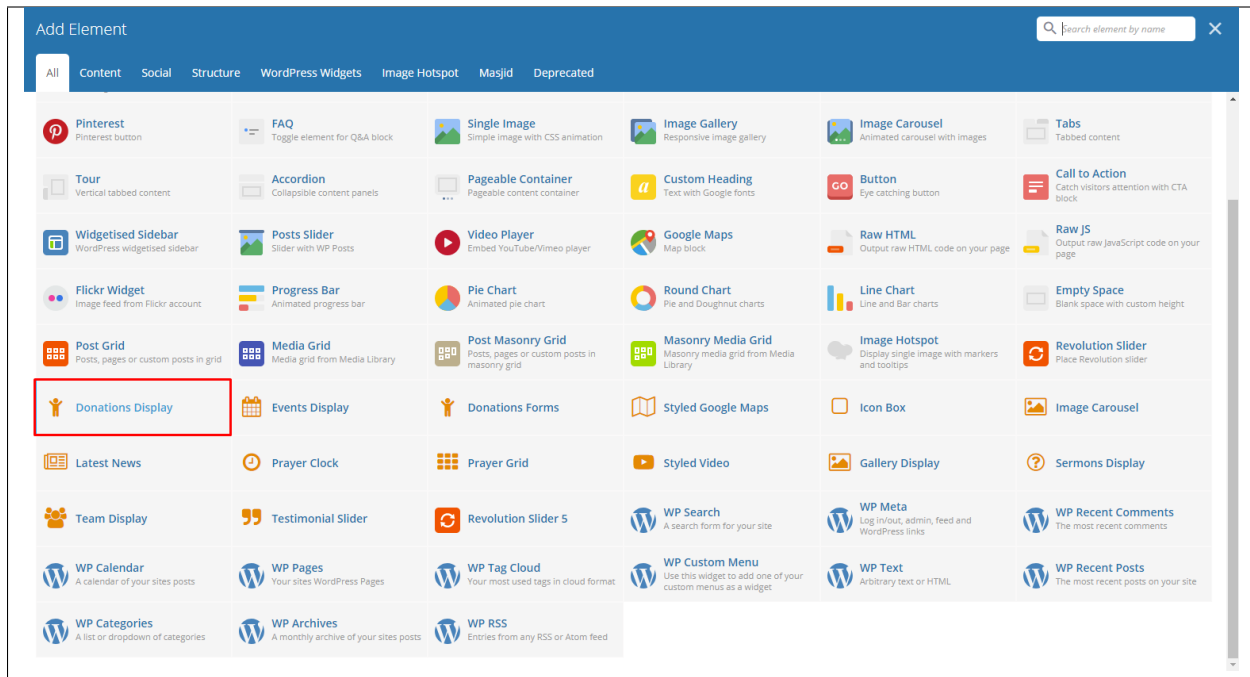 Add Element
Search element by name
All Content Social Structure WordPress Widgets Image Hotspot Masjid Deprecated
Pinterest
Pinterest button
FAQ
Toggle element for Q&A block
Single Image
Simple image with CSS animation
Image Gallery
Responsive image gallery
Image Carousel
Animated carousel with images
Tabs
Tabbed content
Tour
Vertical tabbed content
Accordion
Collapsible content panels
Pageable Container
Pageable content container
a
Custom Heading
Text with Google fonts
GO
Button
Eye catching button
Call to Action
Catch visitors attention with CTA
block
Widgetised Sidebar
WordPress widgetised sidebar
Posts Slider
Slider with WP Posts
Video Player
Embed YouTube/Vimeo player
Google Maps
Map block
Raw HTML
Output raw HTML code on your page
Raw JS
Output raw JavaScript code on your
page
Flickr Widget
Image feed from Flickr account
Progress Bar
Animated progress bar
Pie Chart
Animated pie chart
Round Chart
Pie and Doughnut charts
Line Chart
Line and Bar charts
Empty Space
Blank space with custom height
Post Grid
Posts, pages or custom posts in grid
Media Grid
Media grid from Media Library
Post Masonry Grid
Posts, pages or custom posts in
masonry grid
Masonry Media Grid
Masonry media grid from Media
Library
Image Hotspot
Display single image with markers
and tooltips
Revolution Slider
Place Revolution slider
Donations Display
Events Display
Donations Forms
Styled Google Maps
Icon Box
Image Carousel
Latest News
Prayer Clock
Prayer Grid
Styled Video
Gallery Display
Sermons Display
Team Display
Testimonial Slider
Revolution Slider 5
WP Search
A search form for your site
WP Meta
Log in/out, admin, feed and
WordPress links
WP Recent Comments
The most recent comments
WP Calendar
A calendar of your sites posts
WP Pages
Your sites WordPress Pages
WP Tag Cloud
Your most used tags in cloud format
WP Custom Menu
Use this widget to add one of your
custom menus as a widget
WP Text
Arbitrary text or HTML
WP Recent Posts
The most recent posts on your site
WP Categories
A list or dropdown of categories
WP Archives
A monthly archive of your sites posts
WP RSS
Entries from any RSS or Atom feed